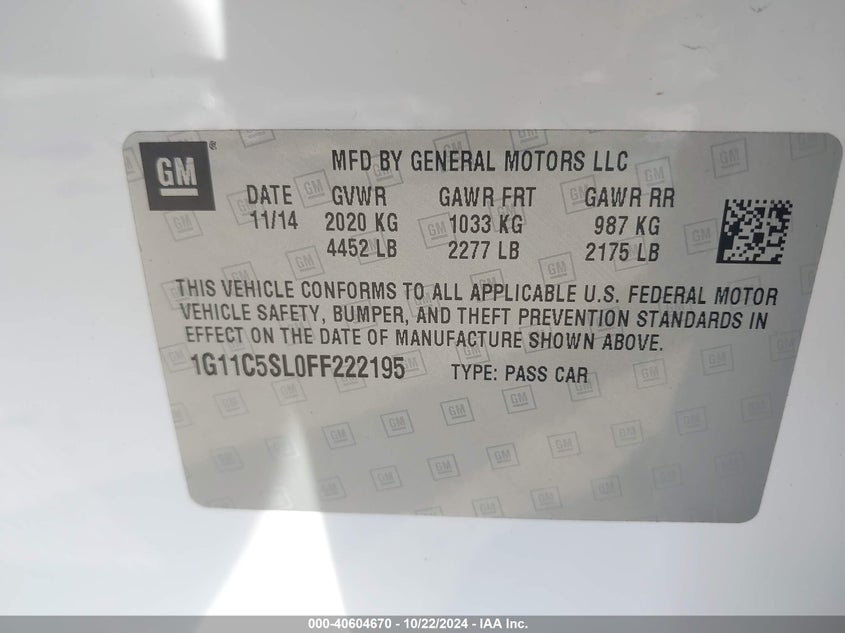 GM
MFD BY GENERAL MOTORS LLC
DATE GVWR GAWR FRT GAWR RR
11/14 2020 KG 1033 KG 987 KG
4452 LB 2277 LB 2175 LB
THIS VEHICLE CONFORMS TO ALL APPLICABLE U.S. FEDERAL MOTOR
VEHICLE SAFETY, BUMPER, AND THEFT PREVENTION STANDARDS IN
EFFECT ON THE DATE OF MANUFACTURE SHOWN ABOVE.
1G11C5SL0FF222195 TYPE: PASS CAR
000-40604670 - 10/22/2024 - IAA Inc.